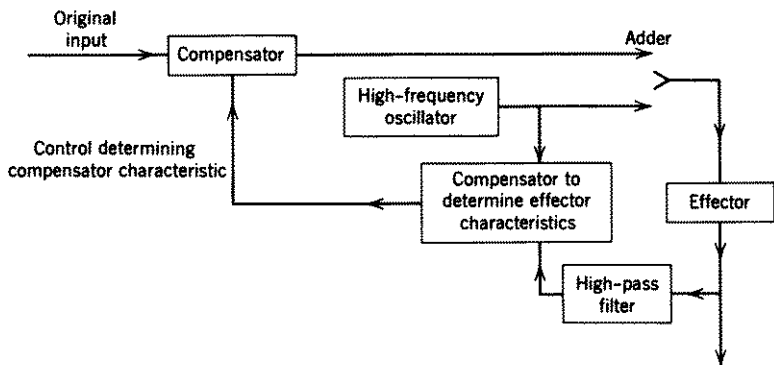 Original
input
Compensator
Adder
High-frequency
oscillator
Control determining
compensator characteristic
Compensator to
determine effector
characteristics
Effector
High-pass
filter